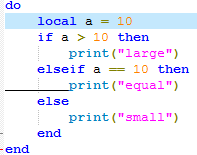 do
    local a = 10
    if a > 10 then
        print("large")
    elseif a == 10 then
        print("equal")
    else
        print("small")
    end
end